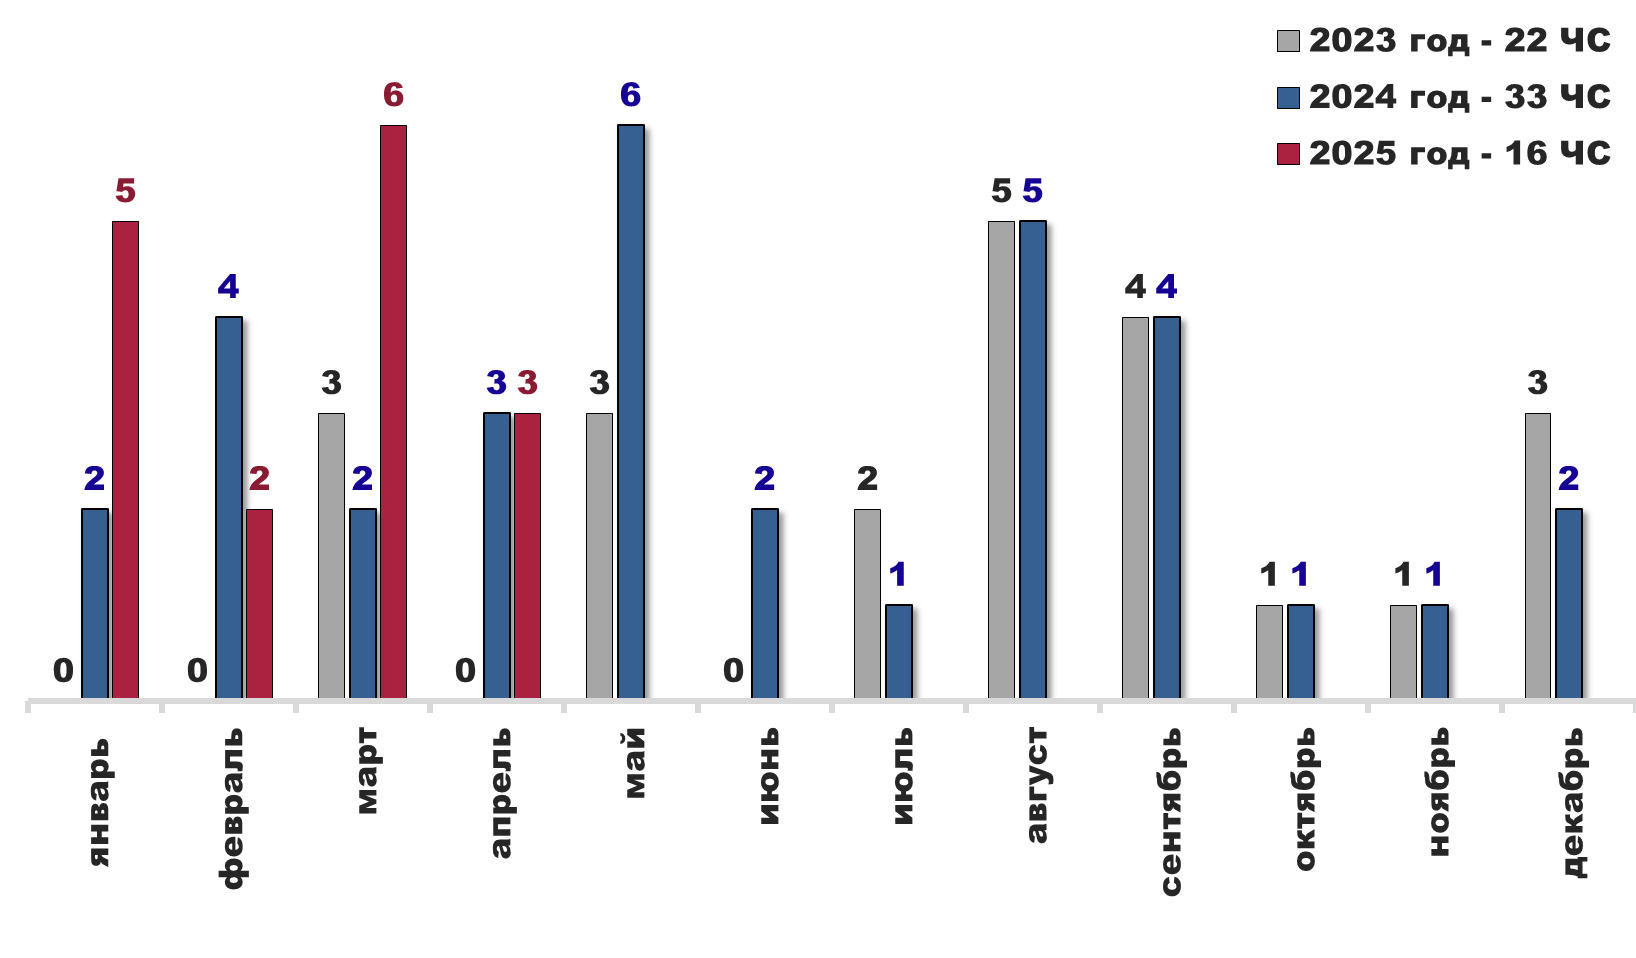 2023 год - 22 ЧС
2024 год - 33 ЧС
2025 год - 16 ЧС
6 6
5 5 5
4 4 4
3 3 3 3 3
2 2 2 2 2 2
1 1 1 1 1
0 0 0 0
январь февраль март апрель май июнь июль август сентябрь октябрь ноябрь декабрь